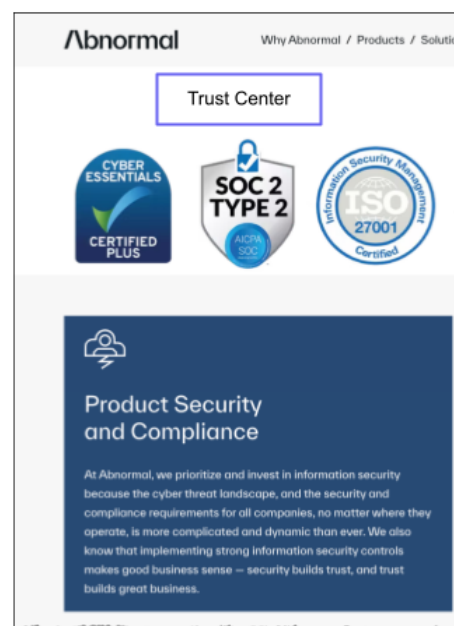 Abnormal
Why Abnormal / Products /
Trust Center
CYBER
ESSENTIALS
CERTIFIED
PLUS
SOC 2
TYPE 2
AICPA
SOC
Information Security Management
ISO
27001
Certified
Product Security
and Compliance
At Abnormal, we prioritize and invest in information security
because the cyber threat landscape, and the security and
compliance requirements for all companies, no matter where they
operate, is more complicated and dynamic than ever. We also
know that implementing strong information security controls
makes good business sense — security builds trust, and trust
builds great business.